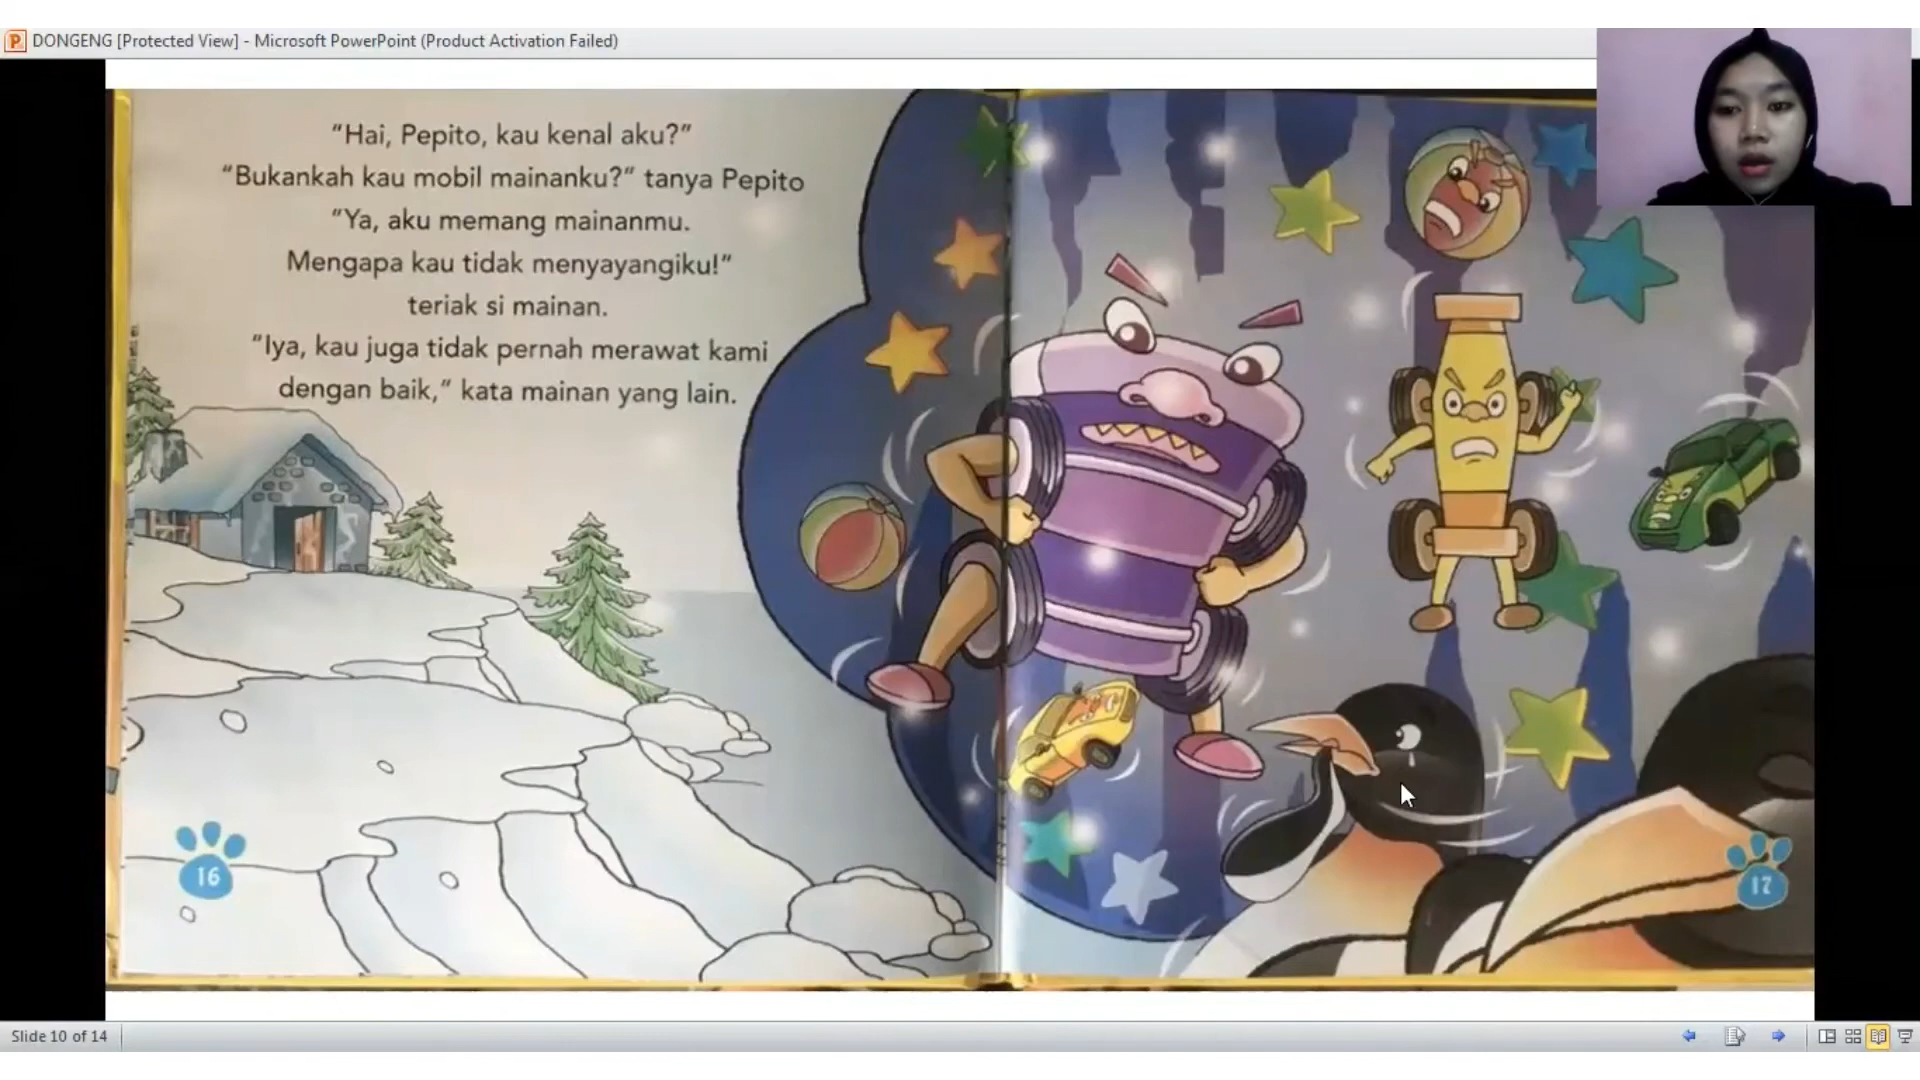 DONGENG [Protected View] - Microsoft PowerPoint (Product Activation Failed)
“Hai, Pepito, kau kenal aku?”
“Bukankah kau mobil mainanku?” tanya Pepito
“Ya, aku memang mainanmu.
Mengapa kau tidak menyayangiku!”
teriak si mainan.
“Iya, kau juga tidak pernah merawat kami
dengan baik,” kata mainan yang lain.
16
17
Slide 10 of 14